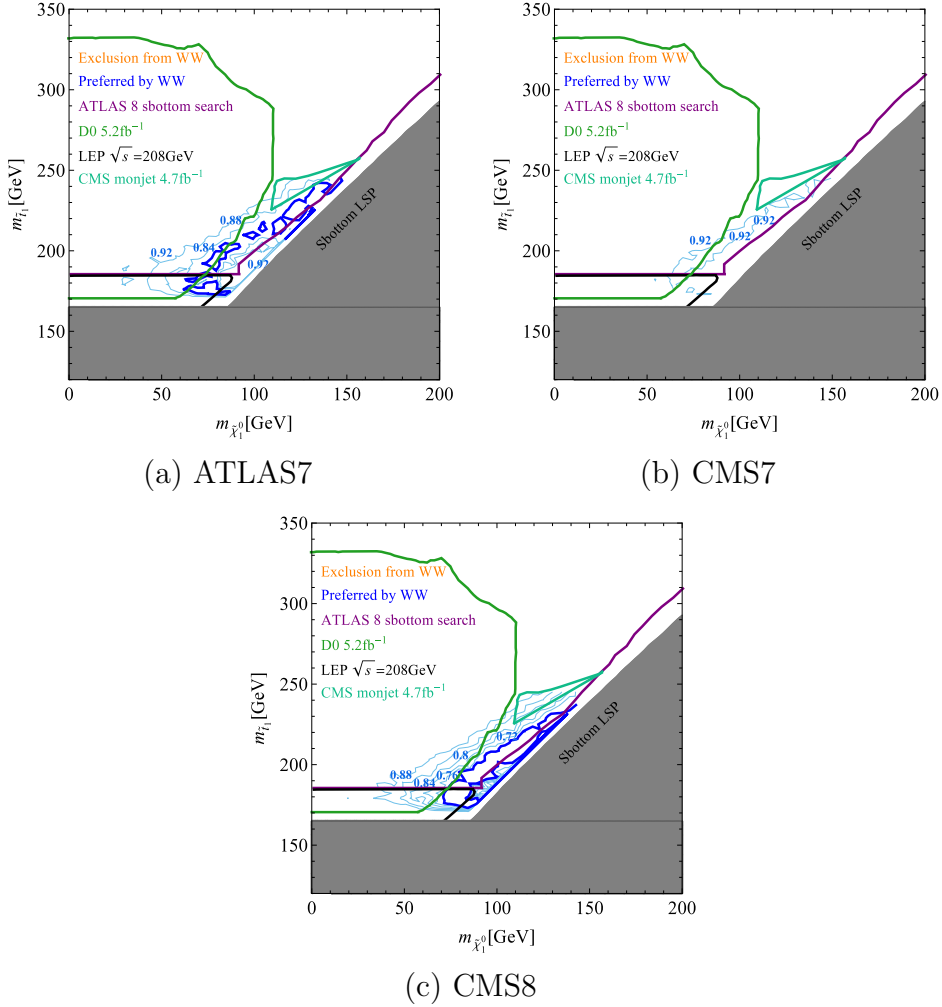 350
300
250
200
150
0
50
100
150
200
m_{t̃_1}[GeV]
m_{χ̃_1^0}[GeV]
Exclusion from WW
Preferred by WW
ATLAS 8 sbottom search
D0 5.2fb⁻¹
LEP √s =208GeV
CMS monjet 4.7fb⁻¹
0.88
0.92
0.84
0.92
Sbottom LSP
(a) ATLAS7
350
300
250
200
150
0
50
100
150
200
m_{t̃_1}[GeV]
m_{χ̃_1^0}[GeV]
Exclusion from WW
Preferred by WW
ATLAS 8 sbottom search
D0 5.2fb⁻¹
LEP √s =208GeV
CMS monjet 4.7fb⁻¹
0.92
0.92
0.92
Sbottom LSP
(b) CMS7
350
300
250
200
150
0
50
100
150
200
m_{t̃_1}[GeV]
m_{χ̃_1^0}[GeV]
Exclusion from WW
Preferred by WW
ATLAS 8 sbottom search
D0 5.2fb⁻¹
LEP √s =208GeV
CMS monjet 4.7fb⁻¹
0.72
0.8
0.88
0.84
0.76
Sbottom LSP
(c) CMS8